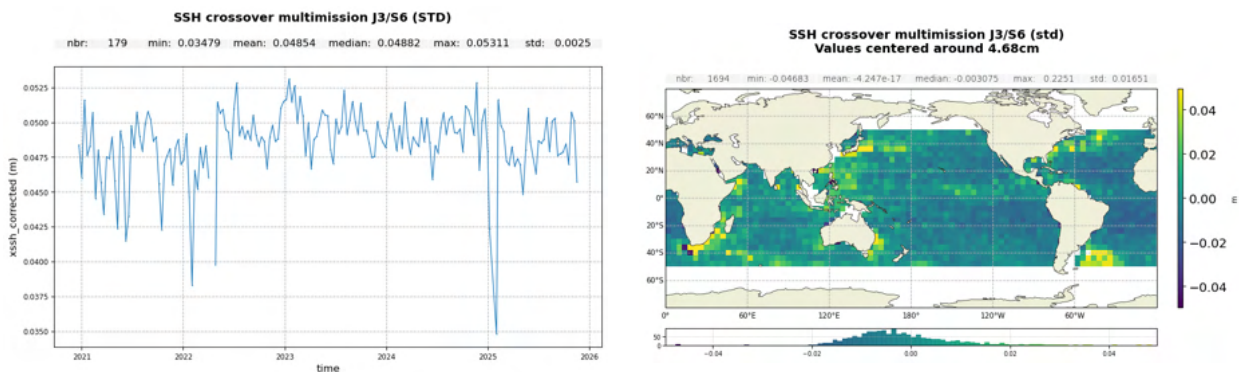 SSH crossover multimission J3/S6 (STD)
nbr: 179 min: 0.03479 mean: 0.04854 median: 0.04882 max: 0.05311 std: 0.0025
0.0525
0.0500
0.0475
0.0450
0.0425
0.0400
0.0375
0.0350
xssh_corrected (m)
2021 2022 2023 2024 2025 2026
time
SSH crossover multimission J3/S6 (std)
Values centered around 4.68cm
nbr: 1694 min: -0.04683 mean: -4.247e-17 median: -0.003075 max: 0.2251 std: 0.01651
60°N
40°N
20°N
0°
20°S
40°S
60°S
0° 60°E 120°E 180° 120°W 60°W
0.04
0.02
0.00
−0.02
−0.04
m
50
0
−0.04 −0.02 0.00 0.02 0.04